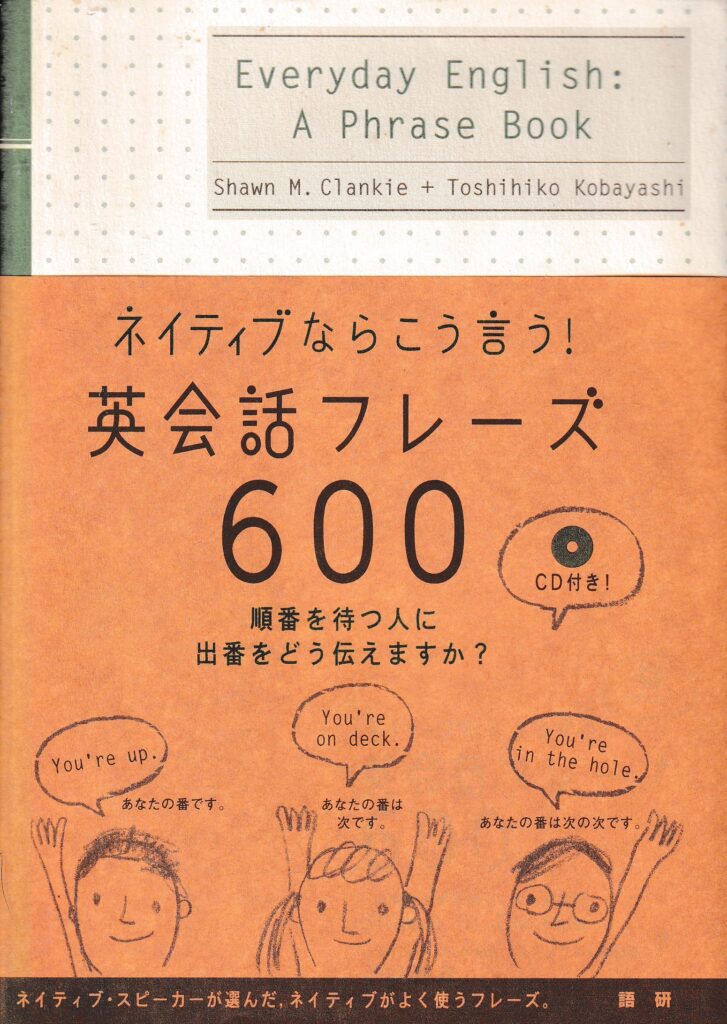 Everyday English:
A Phrase Book
Shawn M. Clankie + Toshihiko Kobayashi
ネイティブならこう言う！
英会話フレーズ
600
CD付き！
順番を待つ人に
出番をどう伝えますか？
You're up.
あなたの番です。
You're
on deck.
あなたの番は
次です。
You're
in the hole.
あなたの番は次の次です。
ネイティブ・スピーカーが選んだ，ネイティブがよく使うフレーズ。
語研